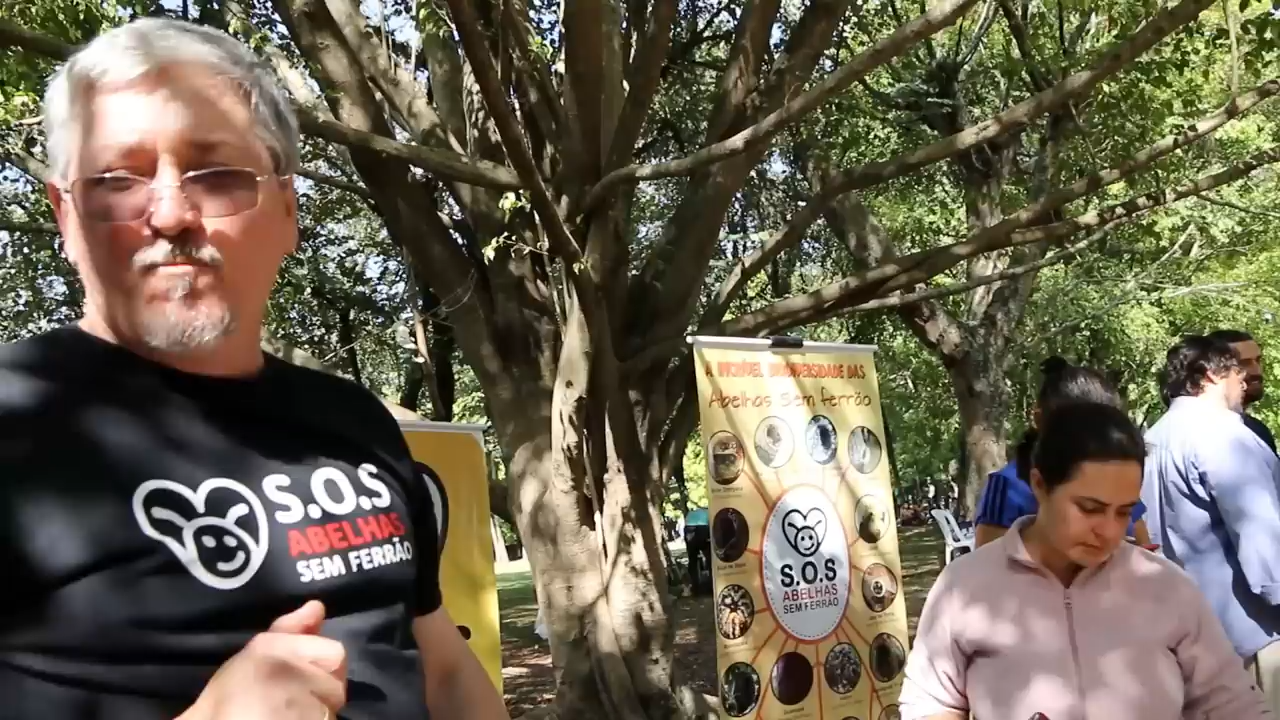 S.O.S
ABELHAS
SEM FERRÃO
A INCRÍVEL BIODIVERSIDADE DAS
Abelhas Sem ferrão
S.O.S
ABELHAS
SEM FERRÃO